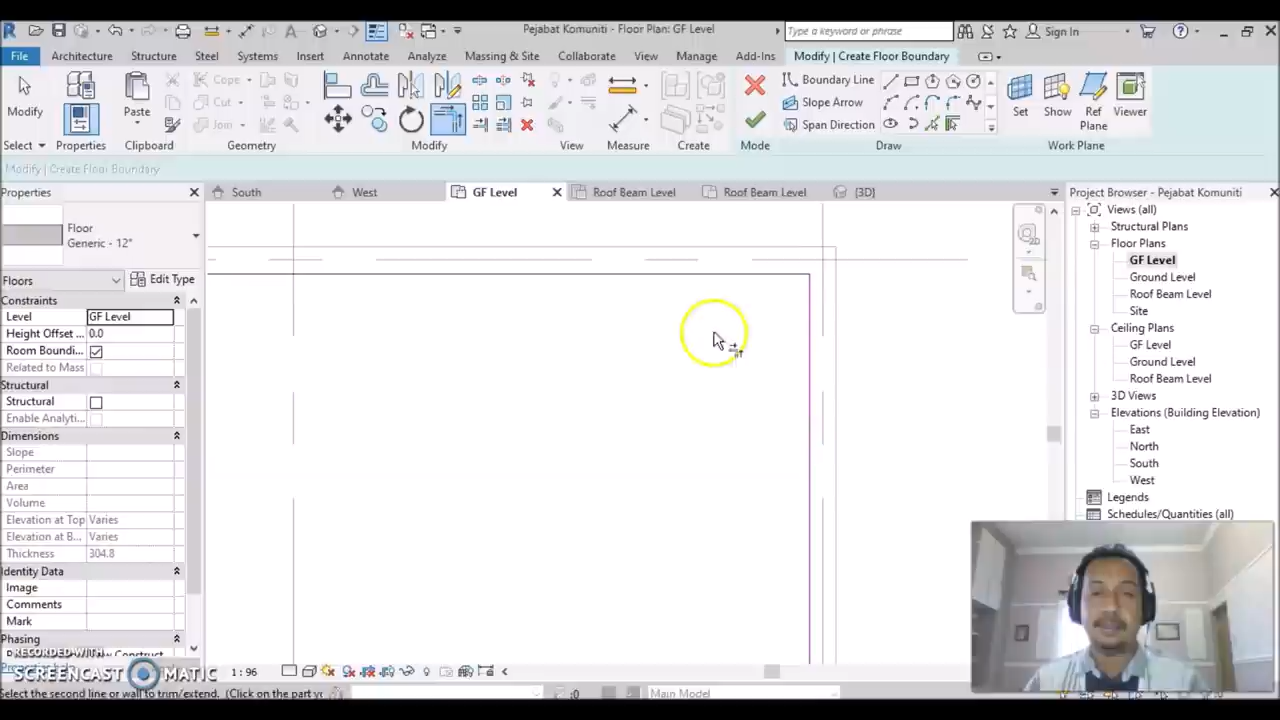 Pejabat Komuniti - Floor Plan: GF Level
Type a keyword or phrase
Sign In
File Architecture Structure Steel Systems Insert Annotate Analyze Massing & Site Collaborate View Manage Add-Ins Modify | Create Floor Boundary
Modify
Paste
Cope
Cut
Join
Boundary Line
Slope Arrow
Span Direction
Set Show Ref Plane Viewer
Select Properties Clipboard Geometry Modify View Measure Create Mode Draw Work Plane
Modify | Create Floor Boundary
Properties
South West GF Level Roof Beam Level Roof Beam Level {3D}
Project Browser - Pejabat Komuniti
Floor
Generic - 12"
Floors Edit Type
Constraints
Level GF Level
Height Offset ... 0.0
Room Boundi...
Related to Mass
Structural
Structural
Enable Analyti...
Dimensions
Slope
Perimeter
Area
Volume
Elevation at Top Varies
Elevation at B... Varies
Thickness 304.8
Identity Data
Image
Comments
Mark
Phasing
2D
Views (all)
Structural Plans
Floor Plans
GF Level
Ground Level
Roof Beam Level
Site
Ceiling Plans
GF Level
Ground Level
Roof Beam Level
3D Views
Elevations (Building Elevation)
East
North
South
West
Legends
Schedules/Quantities (all)
RECORDED WITH
SCREENCAST MATIC
1 : 96
Select the second line or wall to trim/extend. (Click on the part yo
:0
Main Model